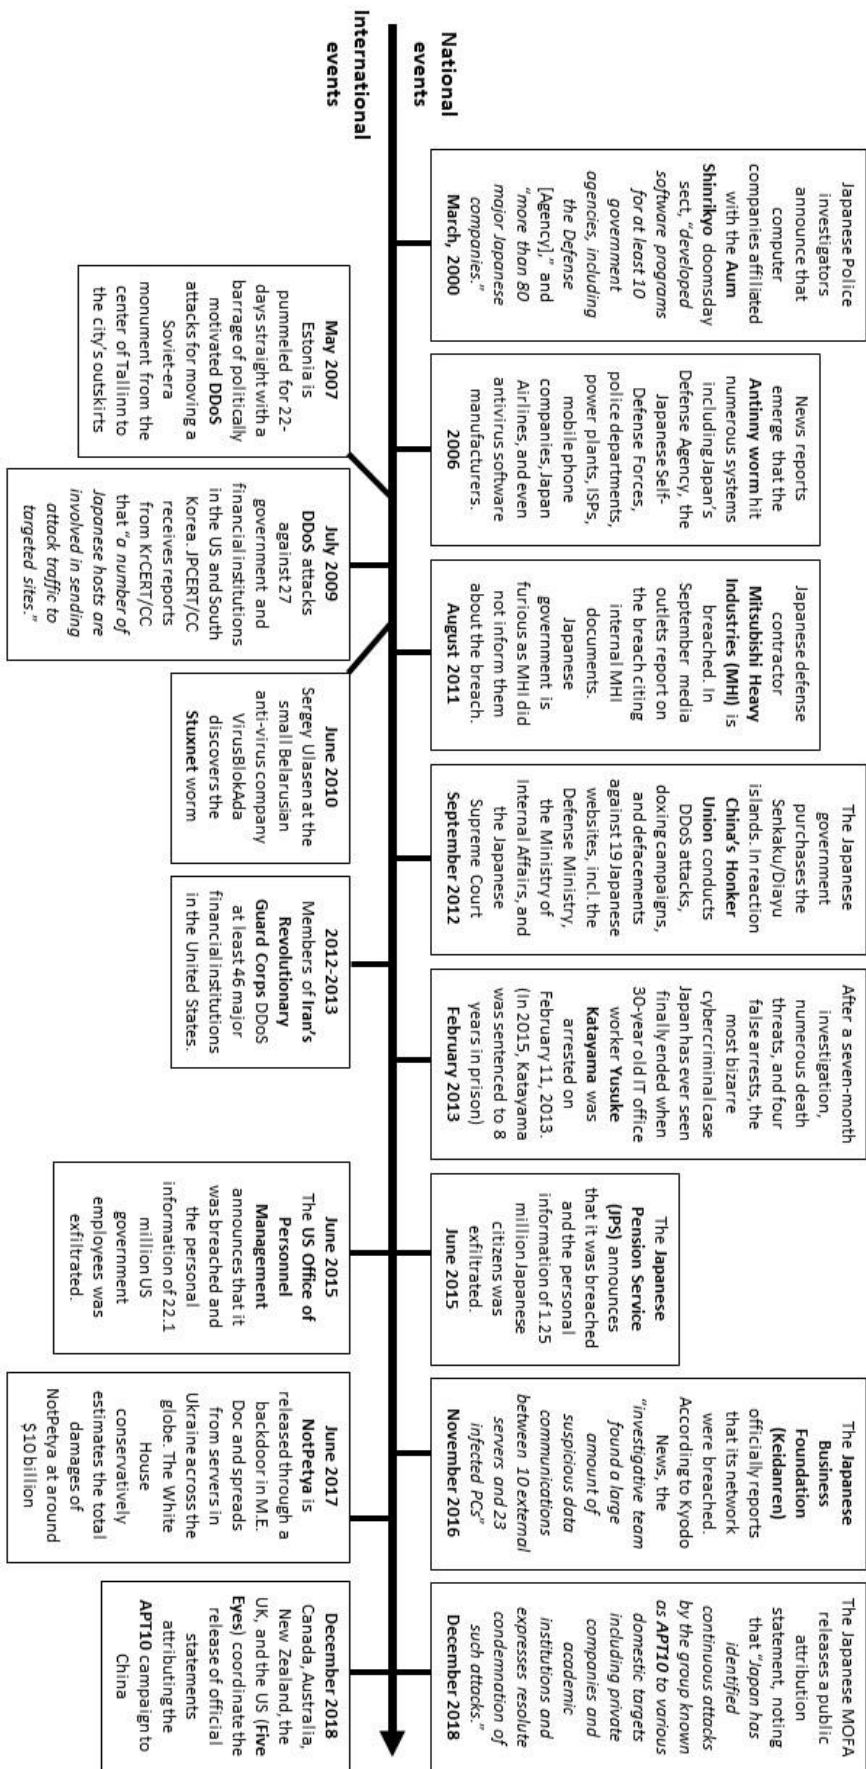 National
events
Japanese Police
investigators
announce that
computer
companies affiliated
with the Aum
Shinrikyo doomsday
sect, "developed
software programs
for at least 10
government
agencies, including
the Defense
[Agency]," and
"more than 80
major Japanese
companies."
March, 2000
News reports
emerge that the
Antinny worm hit
numerous systems
including Japan's
Defense Agency, the
Japanese Self-
Defense Forces,
police departments,
power plants, ISPs,
mobile phone
companies, Japan
Airlines, and even
antivirus software
manufacturers.
2006
Japanese defense
contractor
Mitsubishi Heavy
Industries (MHI) is
breached. In
September media
outlets report on
the breach citing
internal MHI
documents.
Japanese
government is
furious as MHI did
not inform them
about the breach.
August 2011
The Japanese
government
purchases the
Senkaku/Diayu
islands. In reaction
China's Honker
Union conducts
DDoS attacks,
doxing campaigns,
and defacements
against 19 Japanese
websites, incl. the
Defense Ministry,
the Ministry of
Internal Affairs, and
the Japanese
Supreme Court
September 2012
After a seven-month
investigation,
numerous death
threats, and four
false arrests, the
most bizarre
cybercriminal case
Japan has ever seen
finally ended when
30-year old IT office
worker Yusuke
Katayama was
arrested on
February 11, 2013.
(In 2015, Katayama
was sentenced to 8
years in prison)
February 2013
The Japanese
Pension Service
(JPS) announces
that it was breached
and the personal
information of 1.25
million Japanese
citizens was
exfiltrated.
June 2015
The Japanese
Business
Foundation
(Keidanren)
officially reports
that its network
were breached.
According to Kyodo
News, the
"investigative team
found a large
amount of
suspicious data
communications
between 10 external
servers and 23
infected PCs"
November 2016
The Japanese MOFA
releases a public
attribution
statement, noting
that "Japan has
identified
continuous attacks
by the group known
as APT10 to various
domestic targets
including private
companies and
academic
institutions and
expresses resolute
condemnation of
such attacks."
December 2018
International
events
May 2007
Estonia is
pummeled for 22-
days straight with a
barrage of politically
motivated DDoS
attacks for moving a
Soviet-era
monument from the
center of Tallinn to
the city's outskirts
July 2009
DDoS attacks
against 27
government and
financial institutions
in the US and South
Korea. JPCERT/CC
receives reports
from KrCERT/CC
that "a number of
Japanese hosts are
involved in sending
attack traffic to
targeted sites."
June 2010
Sergey Ulasen at the
small Belarusian
anti-virus company
VirusBlokAda
discovers the
Stuxnet worm
2012-2013
Members of Iran's
Revolutionary
Guard Corps DDoS
at least 46 major
financial institutions
in the United States.
June 2015
The US Office of
Personnel
Management
announces that it
was breached and
the personal
information of 22.1
million US
government
employees was
exfiltrated.
June 2017
NotPetya is
released through a
backdoor in M.E.
Doc and spreads
from servers in
Ukraine across the
globe. The White
House
conservatively
estimates the total
damages of
NotPetya at around
$10 billion
December 2018
Canada, Australia,
New Zealand, the
UK, and the US (Five
Eyes) coordinate the
release of official
statements
attributing the
APT10 campaign to
China